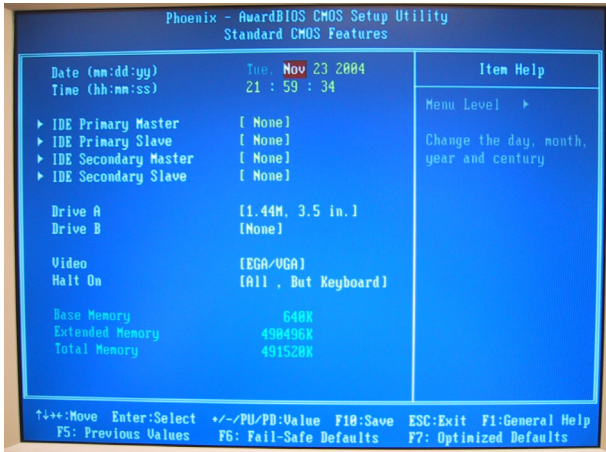 Phoenix - AwardBIOS CMOS Setup Utility
Standard CMOS Features
Date (mm:dd:yy) Tue, Nov 23 2004
Time (hh:mm:ss) 21 : 59 : 34
Item Help
Menu Level ▶
Change the day, month,
year and century
▶ IDE Primary Master [ None]
▶ IDE Primary Slave [ None]
▶ IDE Secondary Master [ None]
▶ IDE Secondary Slave [ None]
Drive A [1.44M, 3.5 in.]
Drive B [None]
Video [EGA/VGA]
Halt On [All , But Keyboard]
Base Memory 640K
Extended Memory 490496K
Total Memory 491520K
↑↓→←:Move Enter:Select +/-/PU/PD:Value F10:Save ESC:Exit F1:General Help
F5: Previous Values F6: Fail-Safe Defaults F7: Optimized Defaults